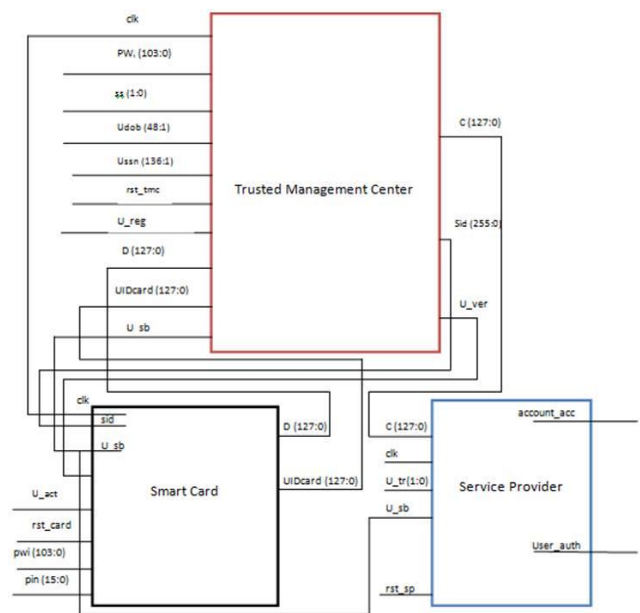 clk
PWi (103:0)
ss (1:0)
Udob (48:1)
Ussn (136:1)
rst_tmc
U_reg
D (127:0)
UIDcard (127:0)
U_sb
Trusted Management Center
C (127:0)
Sid (255:0)
U_ver
clk
sid
U_sb
U_act
rst_card
pwi (103:0)
pin (15:0)
Smart Card
D (127:0)
UIDcard (127:0)
C (127:0)
clk
U_tr(1:0)
U_sb
rst_sp
Service Provider
account_acc
User_auth